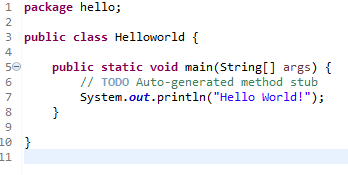 1 package hello;
2
3 public class Helloworld {
4
5 public static void main(String[] args) {
6 // TODO Auto-generated method stub
7 System.out.println("Hello World!");
8 }
9
10 }
11